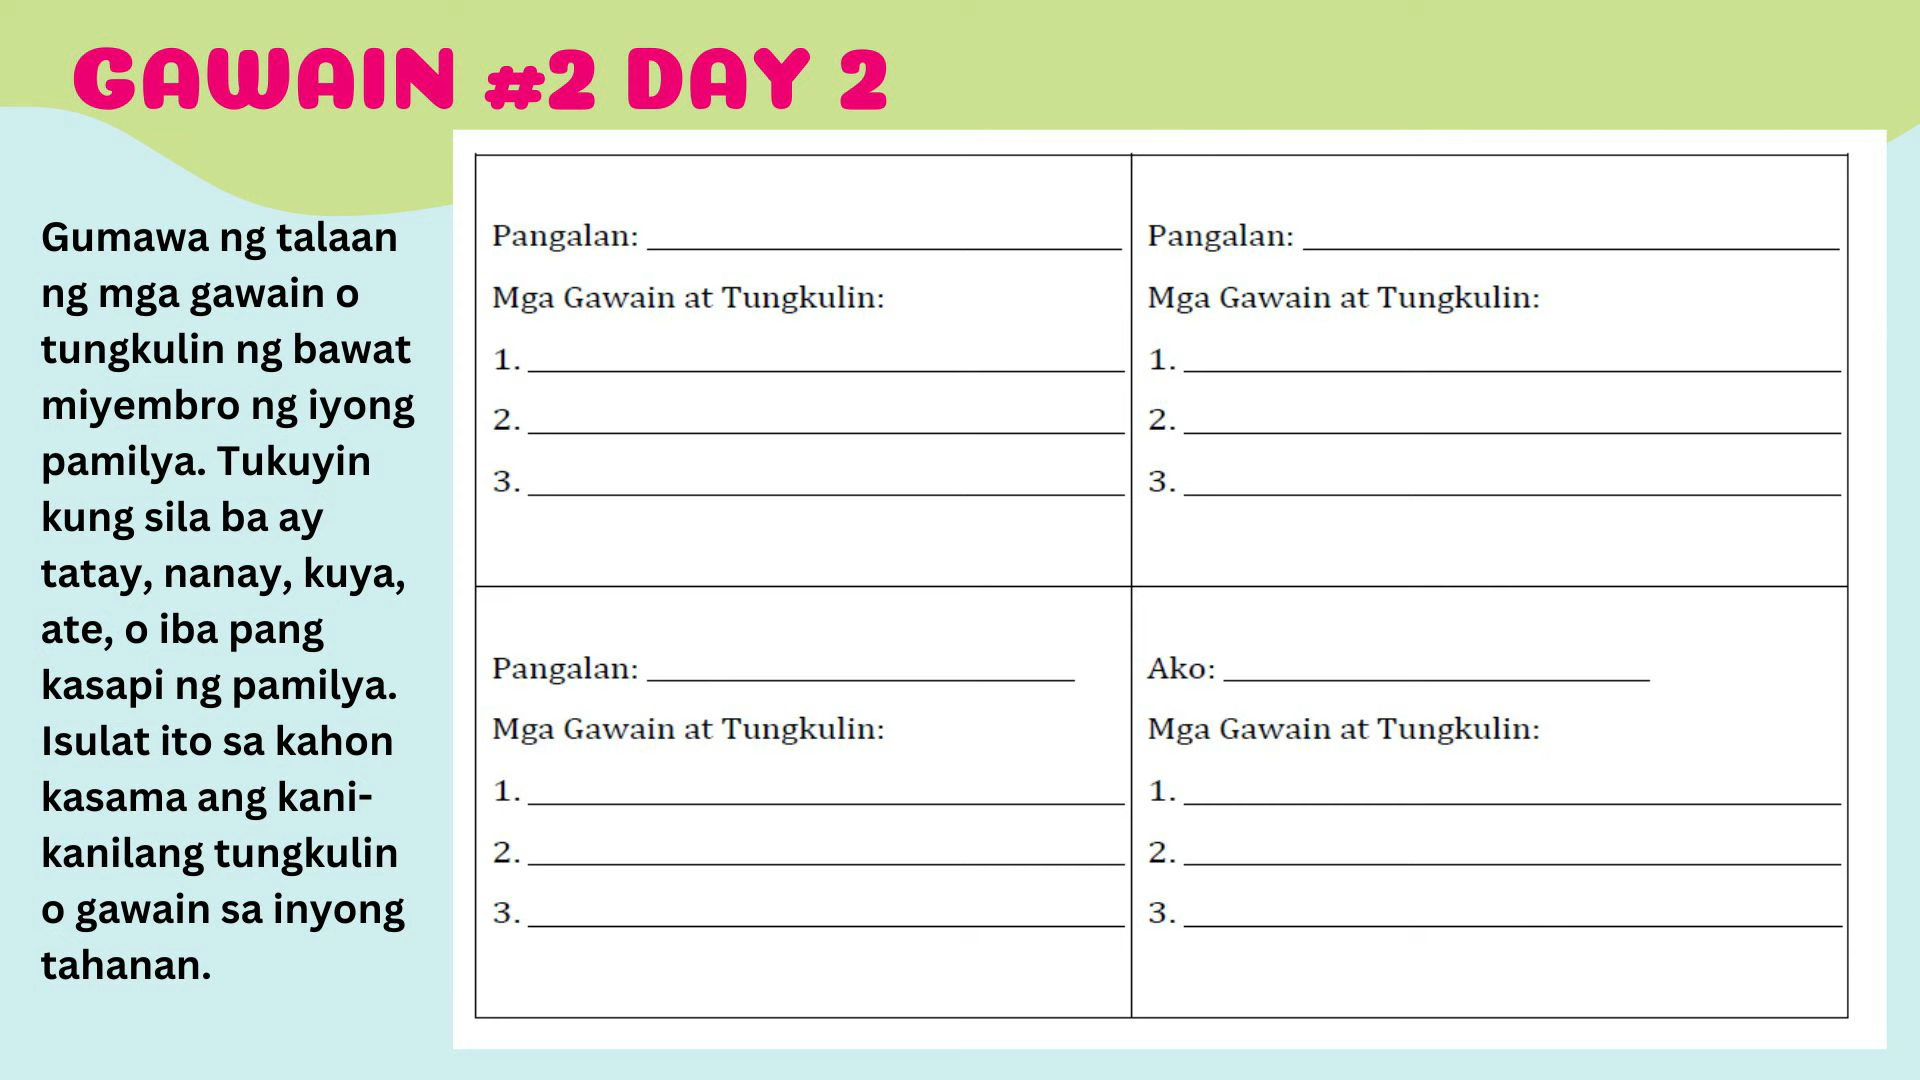 GAWAIN #2 DAY 2
Gumawa ng talaan
ng mga gawain o
tungkulin ng bawat
miyembro ng iyong
pamilya. Tukuyin
kung sila ba ay
tatay, nanay, kuya,
ate, o iba pang
kasapi ng pamilya.
Isulat ito sa kahon
kasama ang kani-
kanilang tungkulin
o gawain sa inyong
tahanan.
Pangalan:
Mga Gawain at Tungkulin:
1.
2.
3.
Pangalan:
Mga Gawain at Tungkulin:
1.
2.
3.
Pangalan:
Mga Gawain at Tungkulin:
1.
2.
3.
Ako:
Mga Gawain at Tungkulin:
1.
2.
3.